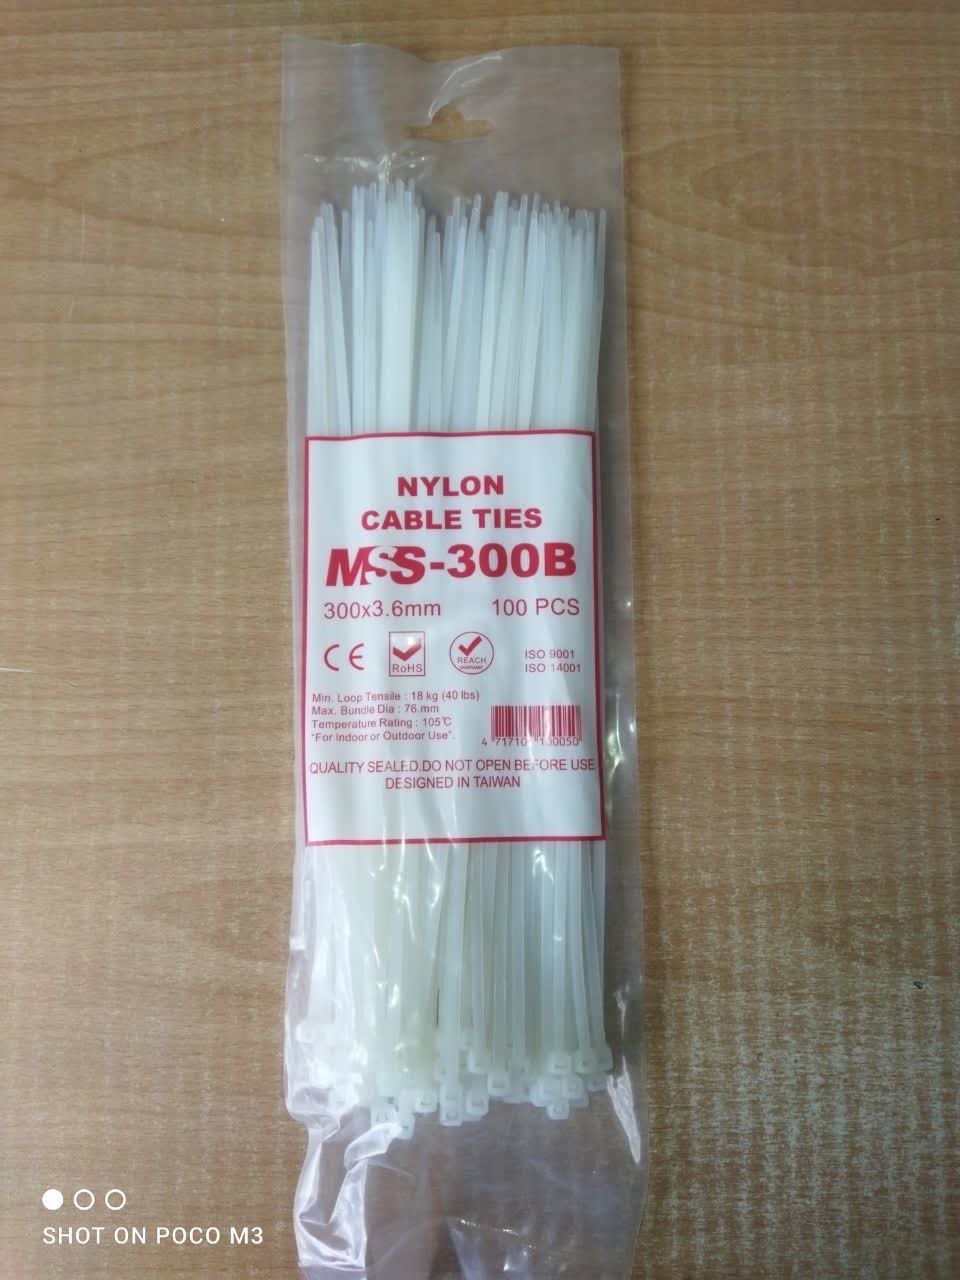 NYLON
CABLE TIES
MSS-300B
300x3.6mm 100 PCS
CE RoHS REACH COMPLIANT ISO 9001
ISO 14001
Min. Loop Tensile : 18 kg (40 lbs)
Max. Bundle Dia : 76 mm
Temperature Rating : 105°C
"For Indoor or Outdoor Use".
QUALITY SEALED.DO NOT OPEN BEFORE USE
DESIGNED IN TAIWAN
SHOT ON POCO M3